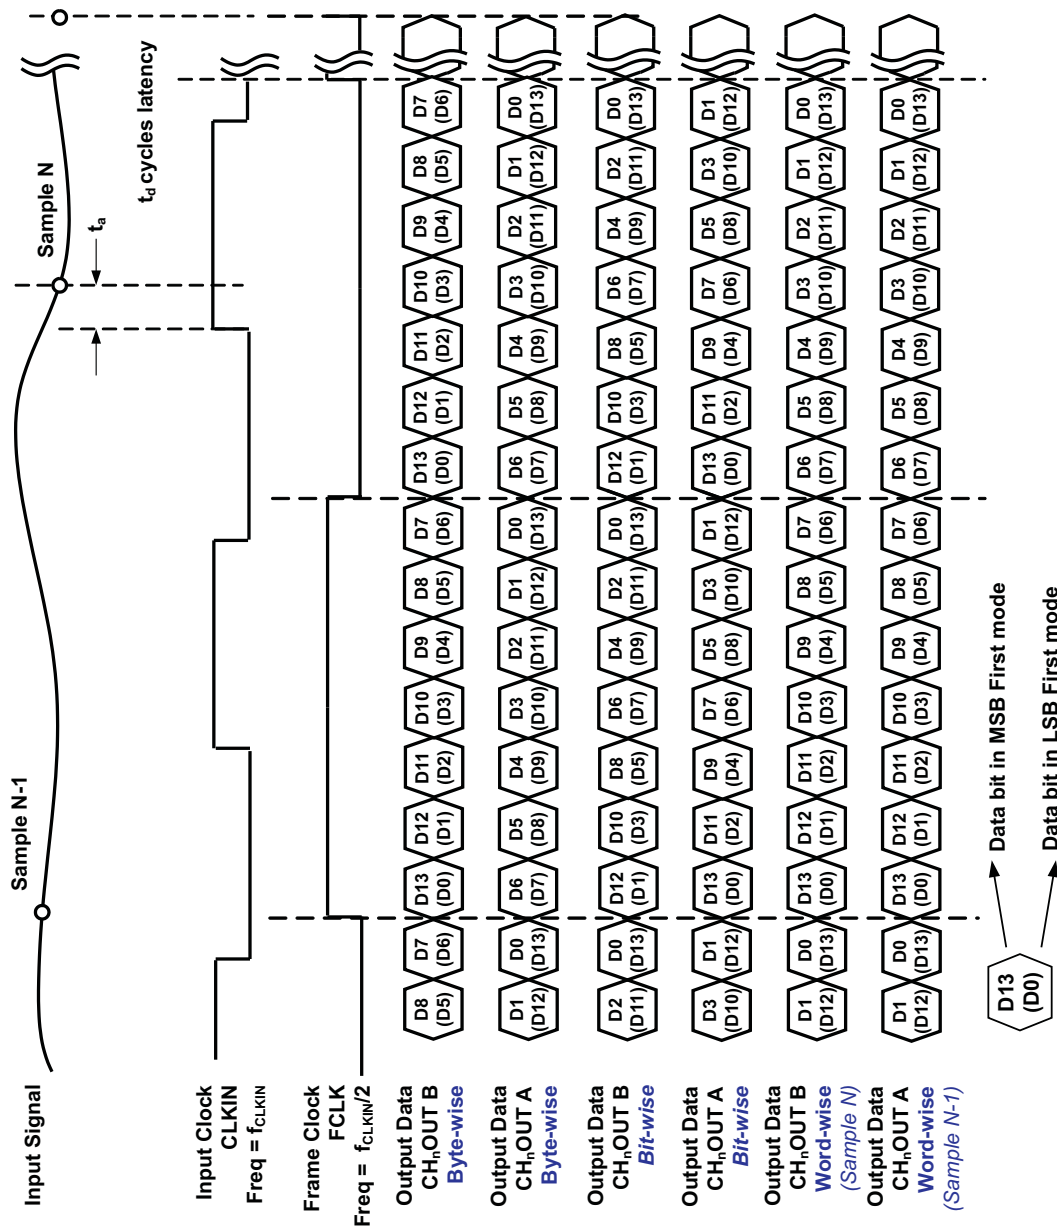 Input Signal
Sample N-1
Sample N
t_a
t_d cycles latency
Input Clock
CLKIN
Freq = f_CLKIN
Frame Clock
FCLK
Freq = f_CLKIN/2
Output Data
CH_nOUT B
Byte-wise
D8 D7 D13 D12 D11 D10 D9 D8 D7 D13 D12 D11 D10 D9 D8 D7
(D5) (D6) (D0) (D1) (D2) (D3) (D4) (D5) (D6) (D0) (D1) (D2) (D3) (D4) (D5) (D6)
Output Data
CH_nOUT A
Byte-wise
D1 D0 D6 D5 D4 D3 D2 D1 D0 D6 D5 D4 D3 D2 D1 D0
(D12) (D13) (D7) (D8) (D9) (D10) (D11) (D12) (D13) (D7) (D8) (D9) (D10) (D11) (D12) (D13)
Output Data
CH_nOUT B
Bit-wise
D2 D0 D12 D10 D8 D6 D4 D2 D0 D12 D10 D8 D6 D4 D2 D0
(D11) (D13) (D1) (D3) (D5) (D7) (D9) (D11) (D13) (D1) (D3) (D5) (D7) (D9) (D11) (D13)
Output Data
CH_nOUT A
Bit-wise
D3 D1 D13 D11 D9 D7 D5 D3 D1 D13 D11 D9 D7 D5 D3 D1
(D10) (D12) (D0) (D2) (D4) (D6) (D8) (D10) (D12) (D0) (D2) (D4) (D6) (D8) (D10) (D12)
Output Data
CH_nOUT B
Word-wise
(Sample N)
D1 D0 D13 D12 D11 D10 D9 D8 D7 D6 D5 D4 D3 D2 D1 D0
(D12) (D13) (D0) (D1) (D2) (D3) (D4) (D5) (D6) (D7) (D8) (D9) (D10) (D11) (D12) (D13)
Output Data
CH_nOUT A
Word-wise
(Sample N-1)
D1 D0 D13 D12 D11 D10 D9 D8 D7 D6 D5 D4 D3 D2 D1 D0
(D12) (D13) (D0) (D1) (D2) (D3) (D4) (D5) (D6) (D7) (D8) (D9) (D10) (D11) (D12) (D13)
D13
(D0)
Data bit in MSB First mode
Data bit in LSB First mode